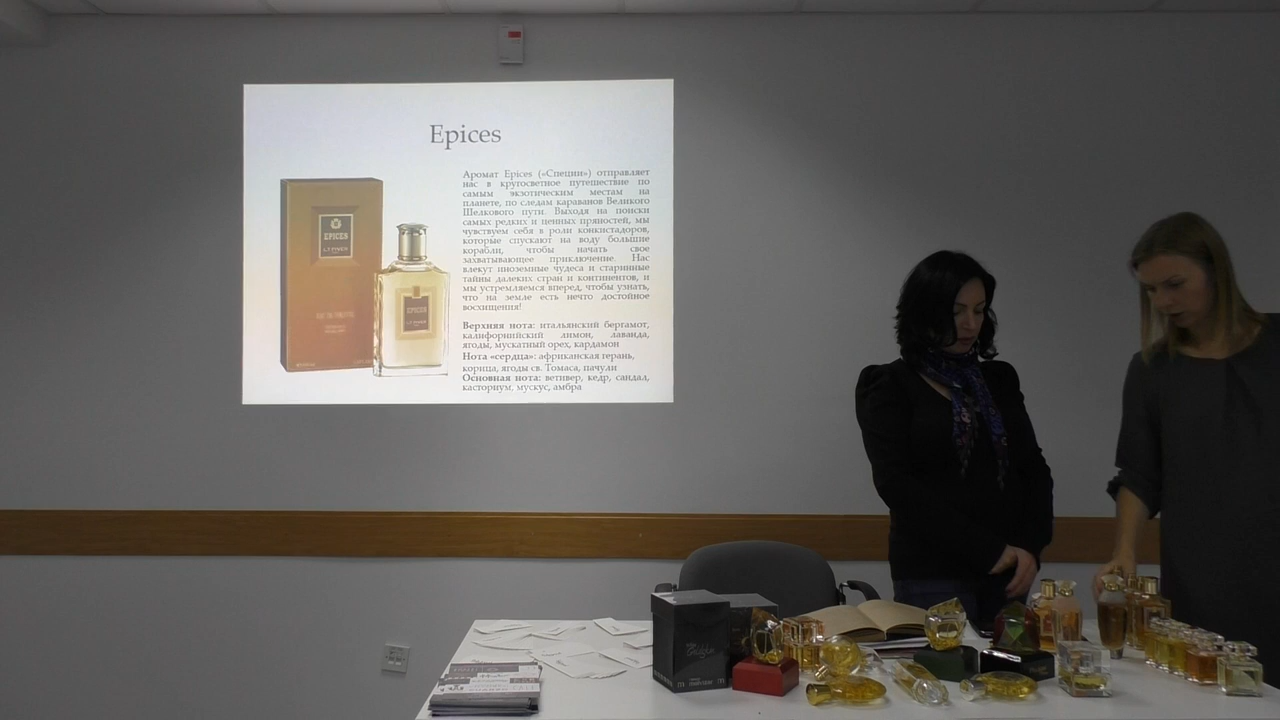 Epices
Аромат Epices («Специи») отправляет
нас в кругосветное путешествие по
самым экзотическим местам на
планете, по следам караванов Великого
Шелкового пути. Выходя на поиски
самых редких и ценных пряностей, мы
чувствуем себя в роли конкистадоров,
которые спускают на воду большие
корабли, чтобы начать свое
захватывающее приключение. Нас
влекут иноземные чудеса и старинные
тайны далеких стран и континентов, и
мы устремляемся вперед, чтобы узнать,
что на земле есть нечто достойное
восхищения!
Верхняя нота: итальянский бергамот,
калифорнийский лимон, лаванда,
ягоды, мускатный орех, кардамон
Нота «сердца»: африканская герань,
корица, ягоды св. Томаса, пачули
Основная нота: ветивер, кедр, сандал,
касториум, мускус, амбра
EPICES